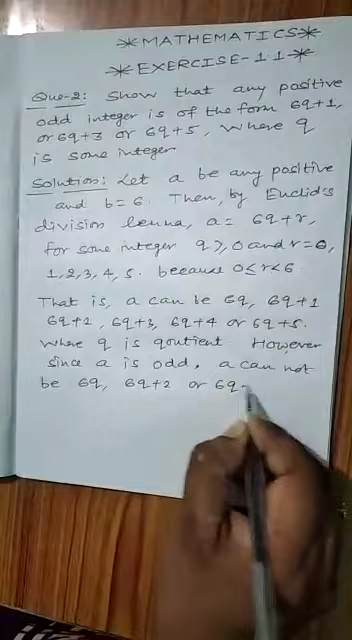 *MATHEMATICS*
*EXERCISE-1.1*
Que-2: Show that any positive
odd integer is of the form 6q+1,
or 6q+3 or 6q+5, Where q
is some integer.
Solution: Let a be any positive
and b=6. Then, by Euclid's
division lemma, a = 6q+r,
for some integer q ≥ 0 and r=0,
1,2,3,4,5. because 0≤r<6
That is, a can be 6q, 6q+1
6q+2, 6q+3, 6q+4 or 6q+5.
Where q is qoutient However
since a is odd. a can not
be 6q, 6q+2 or 6q-